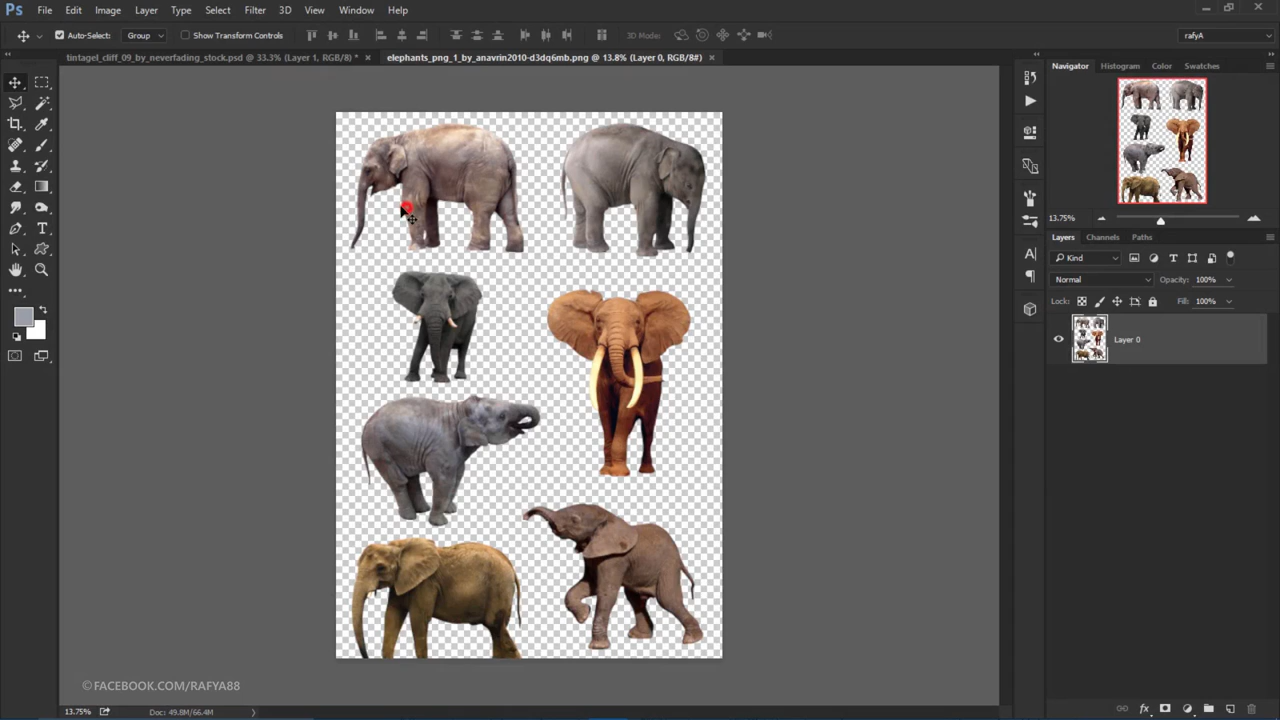 Ps File Edit Image Layer Type Select Filter 3D View Window Help
Auto-Select: Group Show Transform Controls 3D Mode: rafyA
tintagel_cliff_09_by_neverfading_stock.psd @ 33.3% (Layer 1, RGB/8) * × elephants_png_1_by_anavrin2010-d3dq6mb.png @ 13.8% (Layer 0, RGB/8#) ×
Navigator Histogram Color Swatches
13.75%
Layers Channels Paths
Kind
Normal Opacity: 100%
Lock: Fill: 100%
Layer 0
©FACEBOOK.COM/RAFYA88
13.75% Doc: 49.8M/66.4M